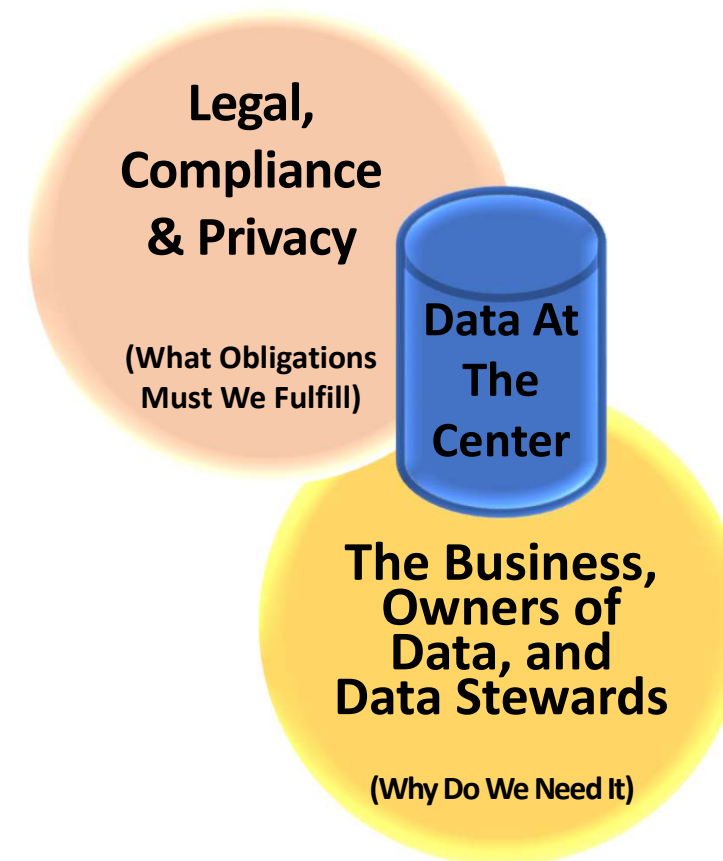 Legal,
Compliance
& Privacy
(What Obligations
Must We Fulfill)
Data At
The
Center
The Business,
Owners of
Data, and
Data Stewards
(Why Do We Need It)